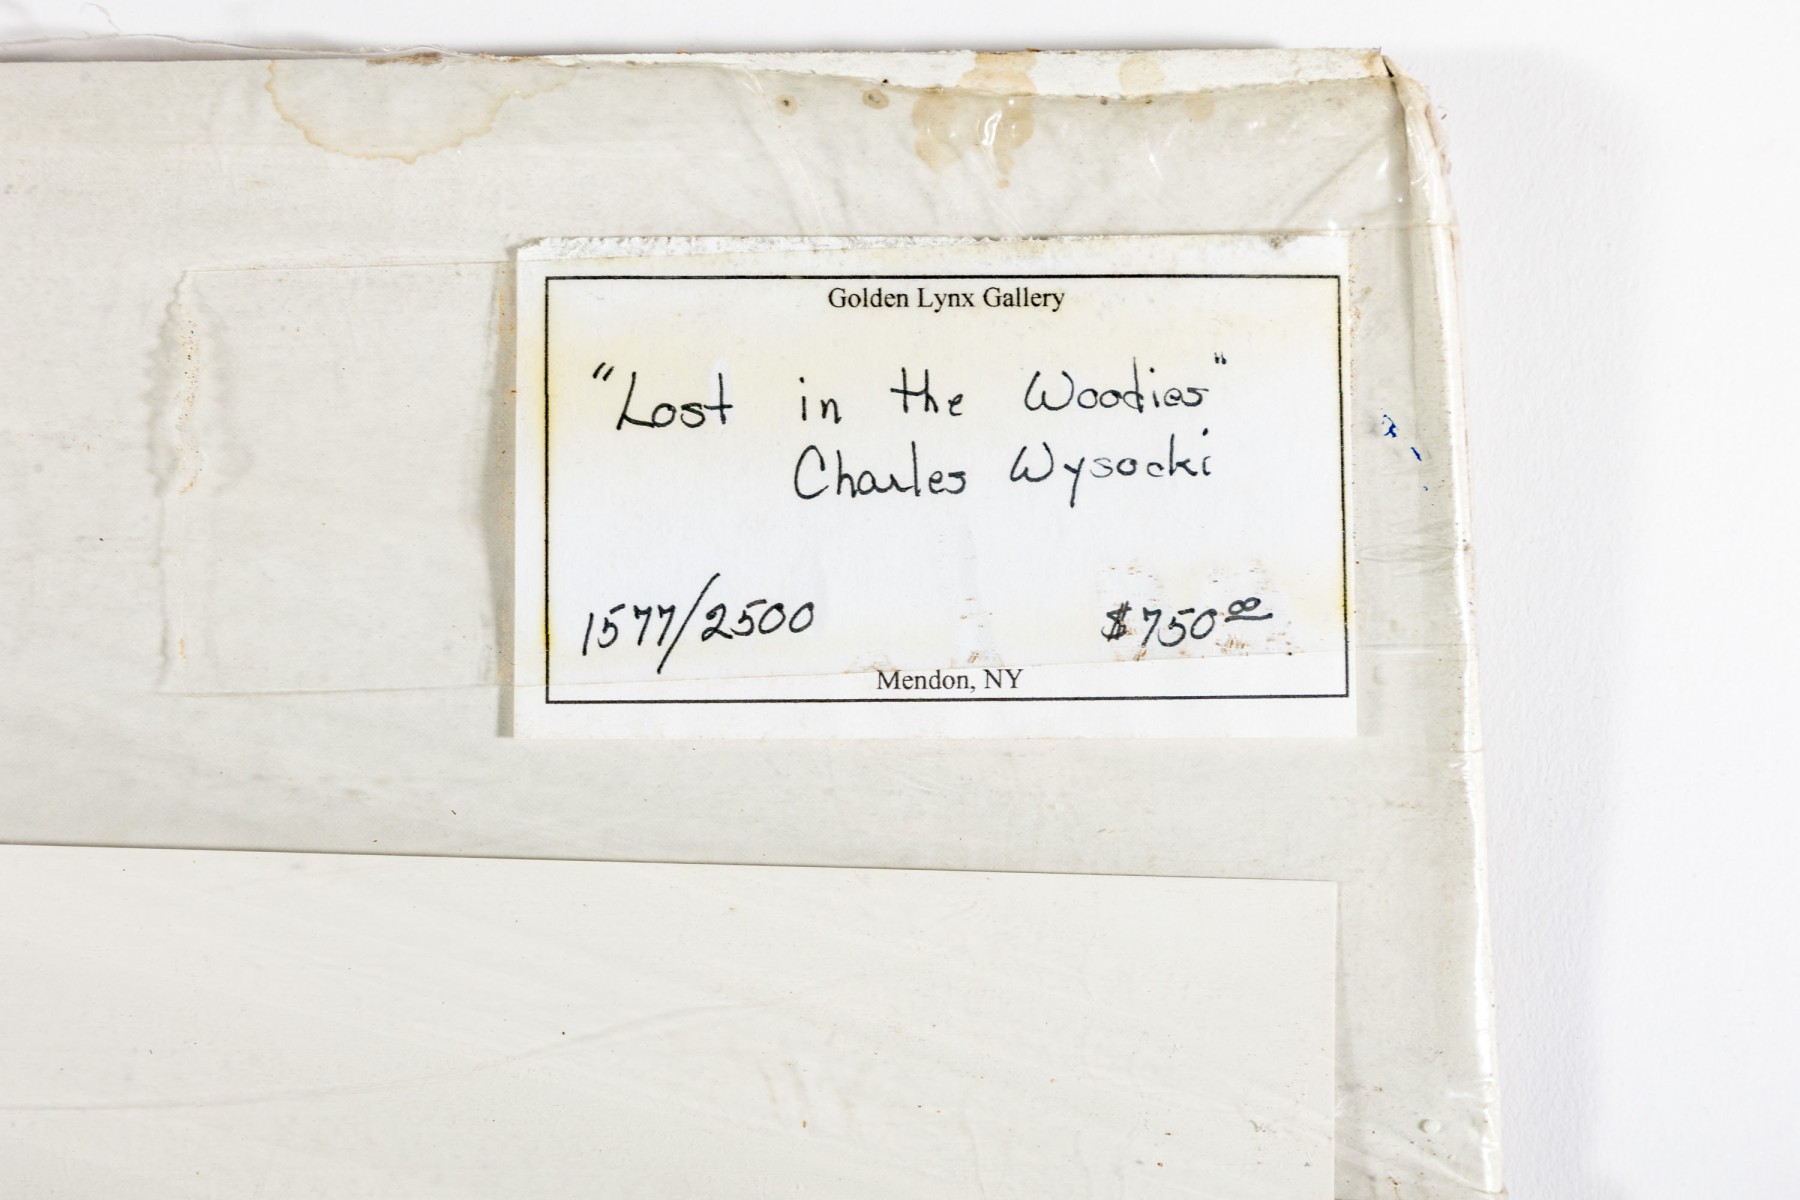 Golden Lynx Gallery
"Lost in the Woodies"
Charles Wysocki
1577/2500 $750.00
Mendon, NY